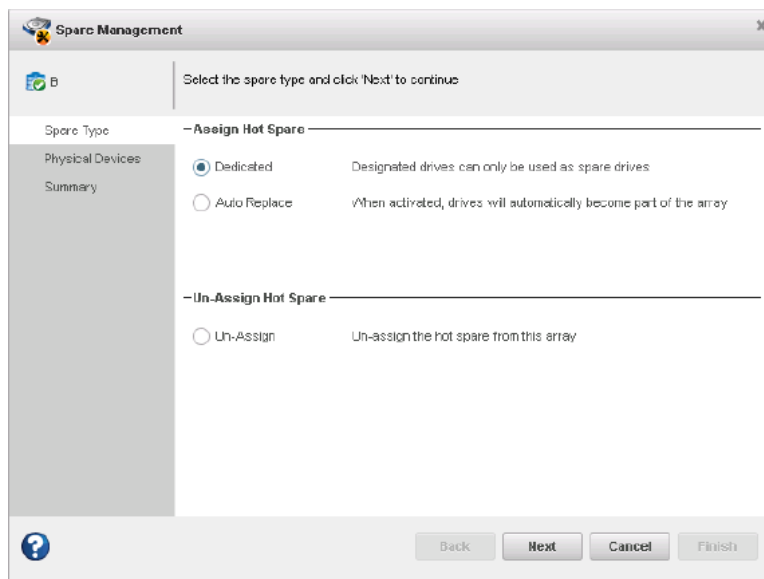 Spare Management
B
Select the spare type and click 'Next' to continue
Spare Type
Physical Devices
Summary
Assign Hot Spare
Dedicated Designated drives can only be used as spare drives
Auto Replace When activated, drives will automatically become part of the array
Un-Assign Hot Spare
Un-Assign Un-assign the hot spare from this array
?
Back Next Cancel Finish